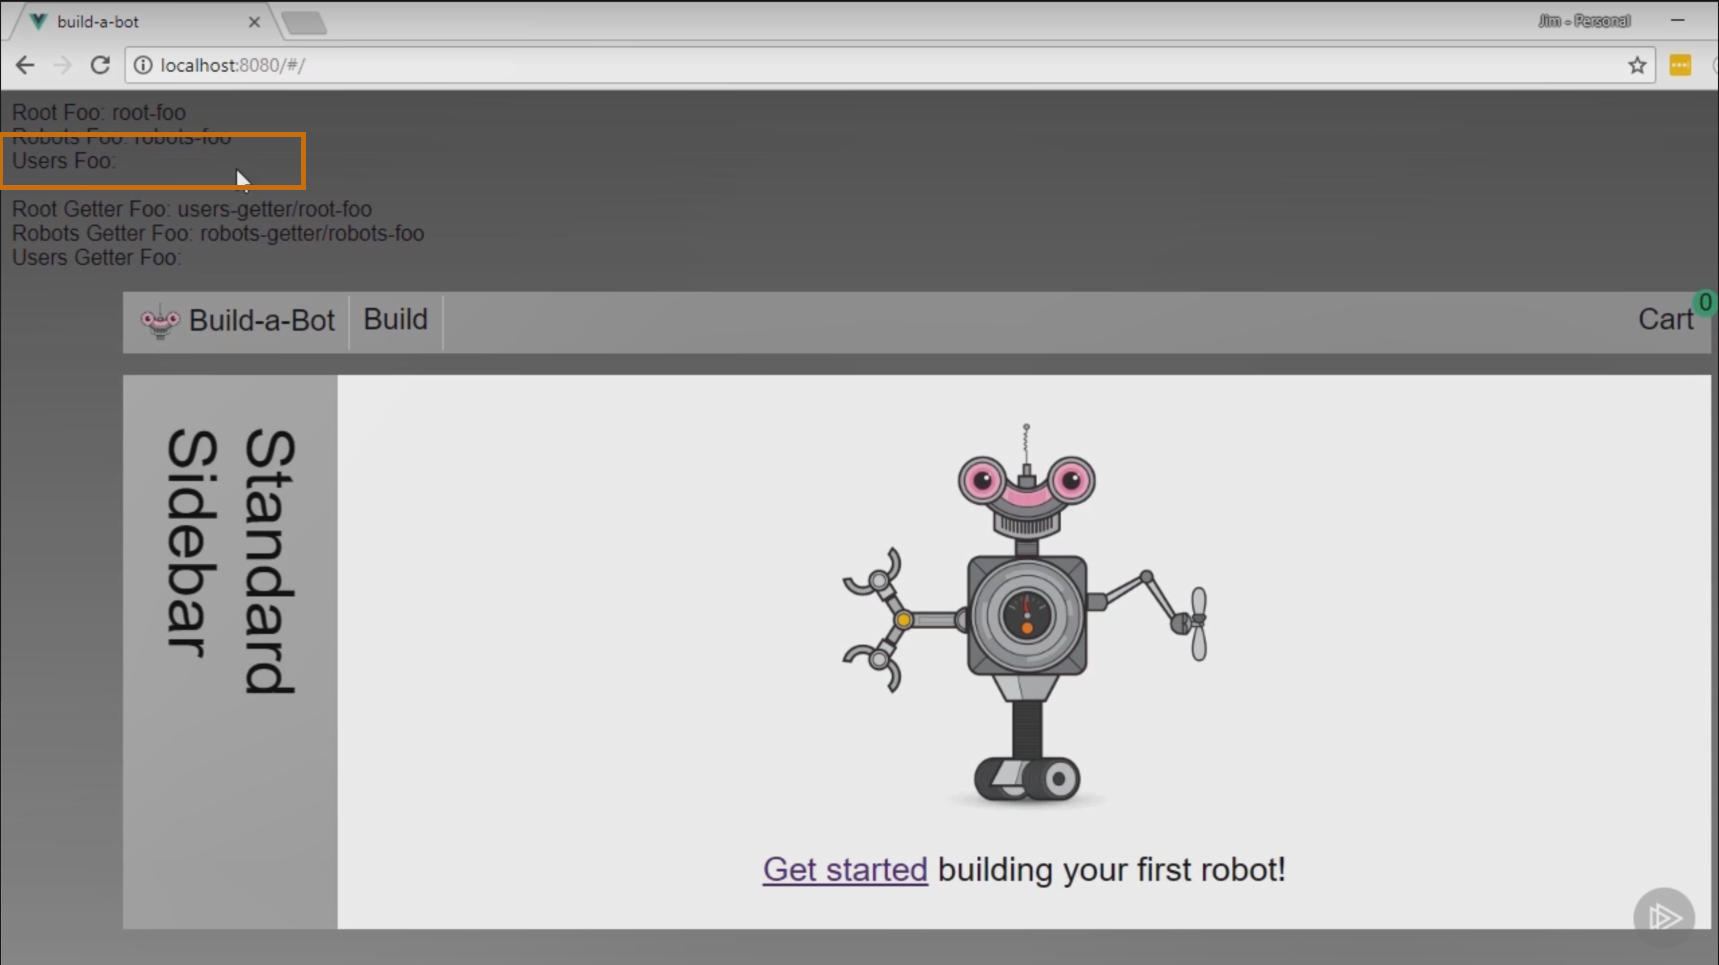 build-a-bot
Jim - Personal
localhost:8080/#/
Root Foo: root-foo
Robots Foo: robots-foo
Users Foo:
Root Getter Foo: users-getter/root-foo
Robots Getter Foo: robots-getter/robots-foo
Users Getter Foo:
Build-a-Bot
Build
Cart
0
Standard
Sidebar
Get started building your first robot!